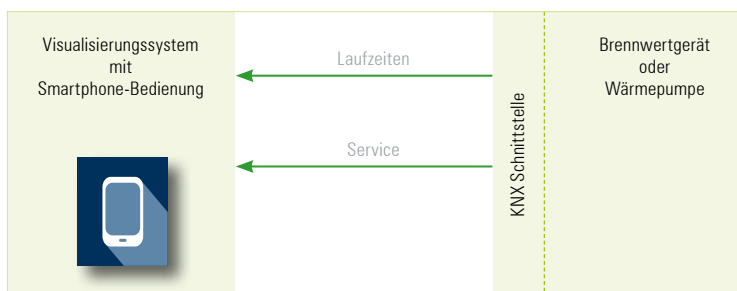 Visualisierungssystem
mit
Smartphone-Bedienung
Laufzeiten
Service
KNX Schnittstelle
Brennwertgerät
oder
Wärmepumpe